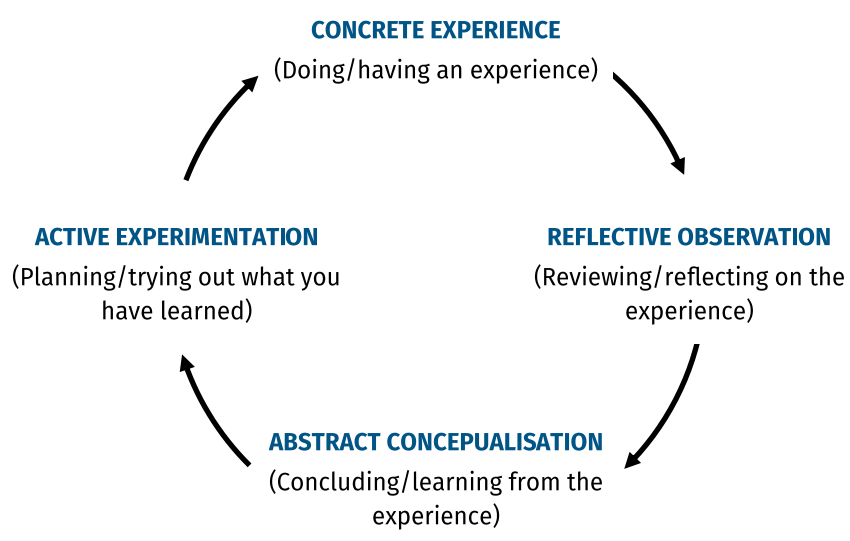 CONCRETE EXPERIENCE
(Doing/having an experience)
ACTIVE EXPERIMENTATION
(Planning/trying out what you
have learned)
REFLECTIVE OBSERVATION
(Reviewing/reflecting on the
experience)
ABSTRACT CONCEPUALISATION
(Concluding/learning from the
experience)